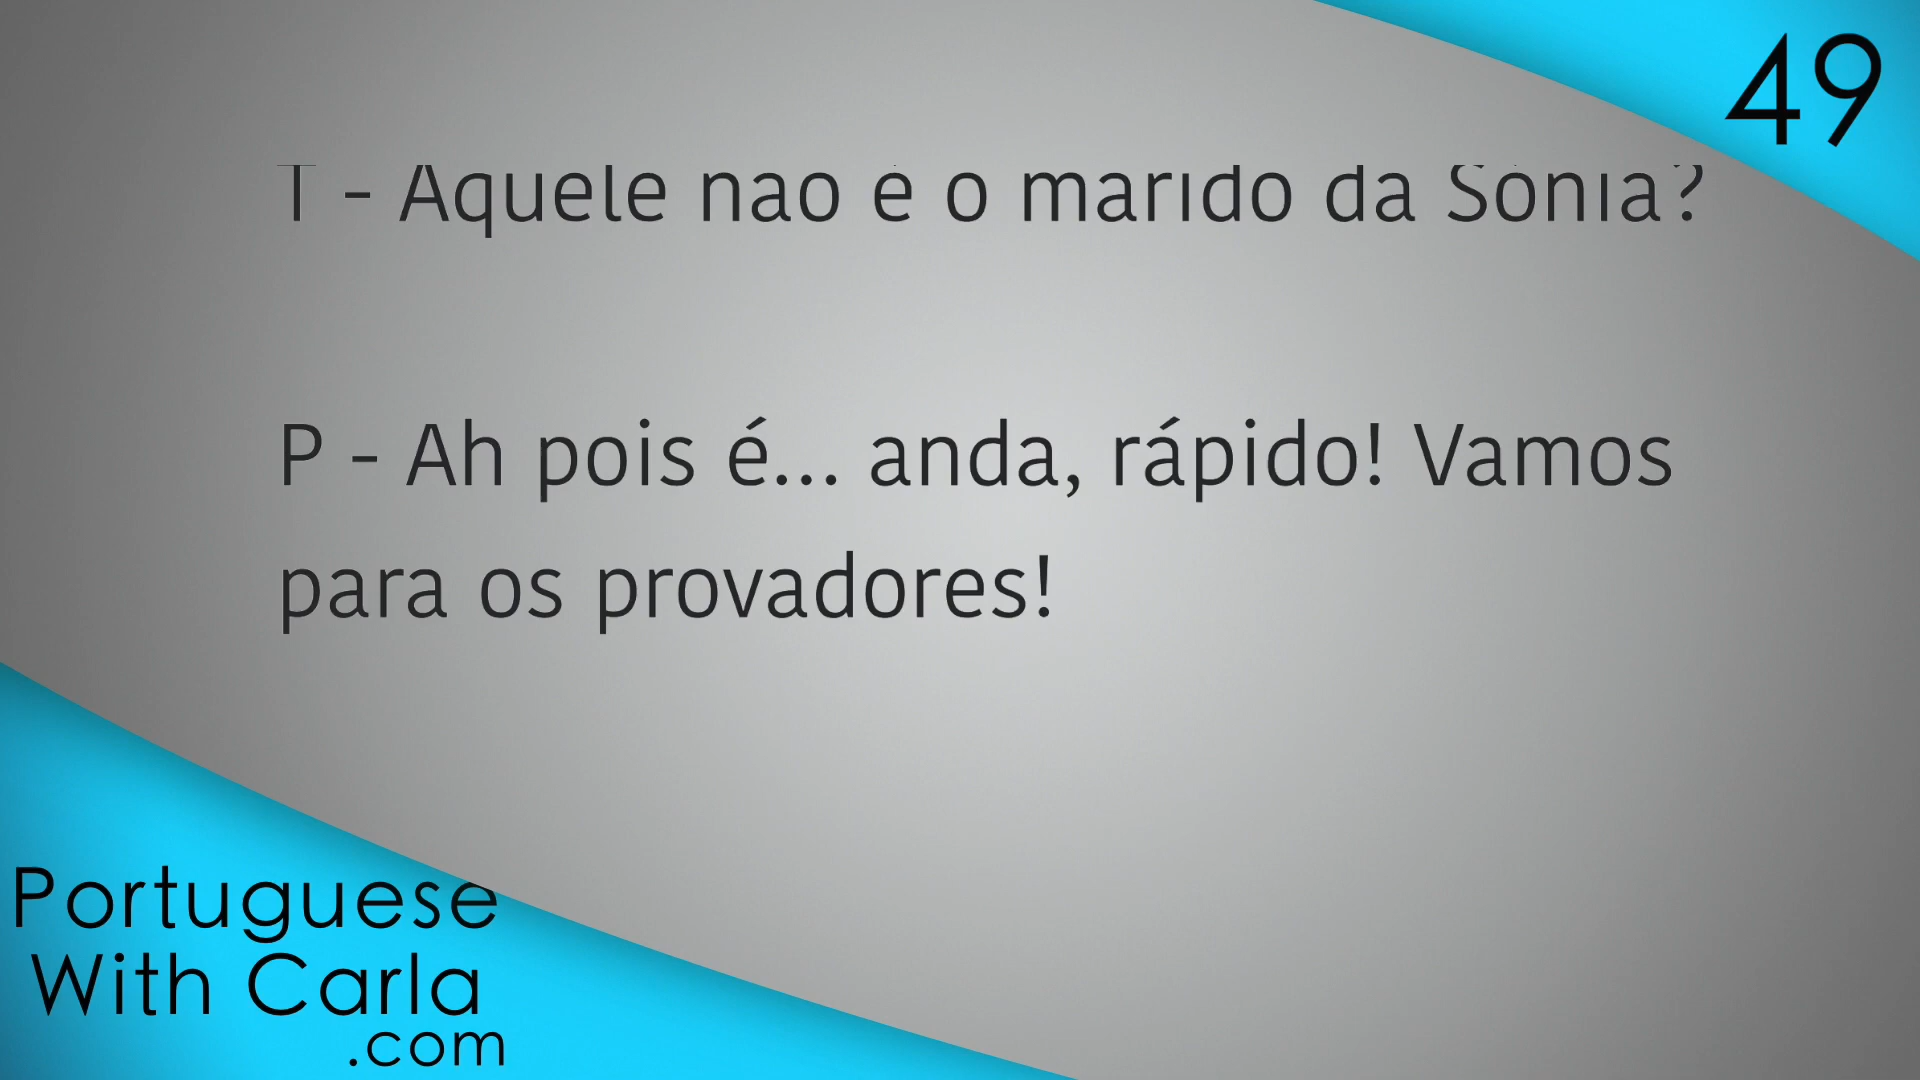 49
T - Aquele não é o marido da Sónia?
P - Ah pois é... anda, rápido! Vamos
para os provadores!
Portuguese
With Carla
.com